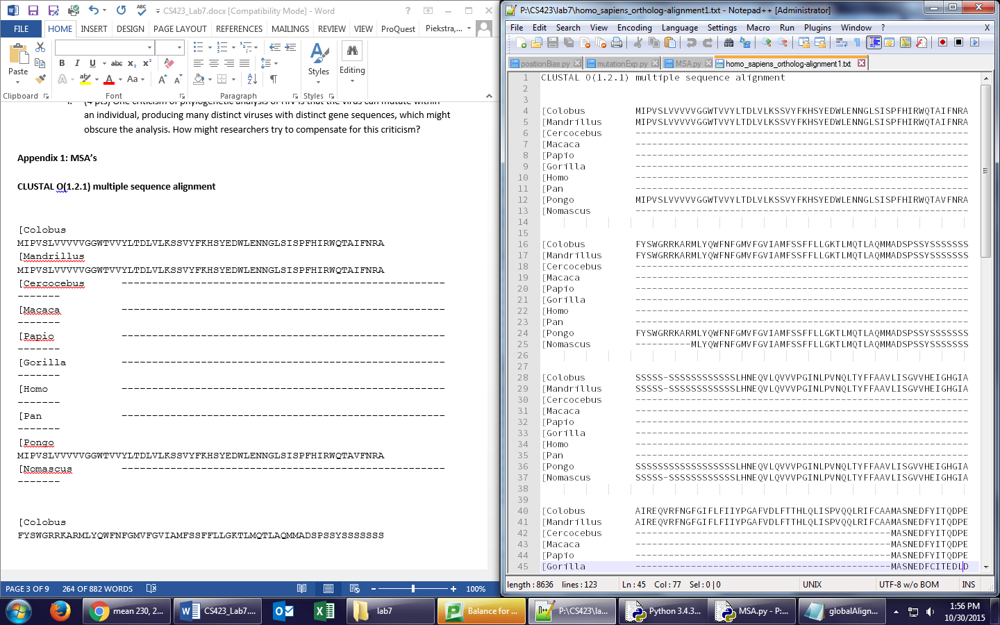 CS423_Lab7.docx [Compatibility Mode] - Word
FILE HOME INSERT DESIGN PAGE LAYOUT REFERENCES MAILINGS REVIEW VIEW ProQuest Piekstra,...
Paste
Styles
Editing
Clipboard Font Paragraph Styles
(4 pts) One criticism of phylogenetic analysis of HIV is that the virus can mutate within
an individual, producing many distinct viruses with distinct gene sequences, which might
obscure the analysis. How might researchers try to compensate for this criticism?
Appendix 1: MSA's
CLUSTAL O(1.2.1) multiple sequence alignment
[Colobus
MIPVSLVVVVVGGWTVVYLTDLVLKSSVYFKHSYEDWLENNGLSISPFHIRWQTAIFNRA
[Mandrillus
MIPVSLVVVVVGGWTVVYLTDLVLKSSVYFKHSYEDWLENNGLSISPFHIRWQTAIFNRA
[Cercocebus -----------------------------------------------------
-------
[Macaca -----------------------------------------------------
-------
[Papio -----------------------------------------------------
-------
[Gorilla -----------------------------------------------------
-------
[Homo -----------------------------------------------------
-------
[Pan -----------------------------------------------------
-------
[Pongo
MIPVSLVVVVVGGWTVVYLTDLVLKSSVYFKHSYEDWLENNGLSISPFHIRWQTAVFNRA
[Nomascus -----------------------------------------------------
-------
[Colobus
FYSWGRRKARMLYQWFNFGMVFGVIAMFSSFFLLGKTLMQTLAQMMADSPSSYSSSSSSS
PAGE 3 OF 9 264 OF 882 WORDS 100%
P:\CS423\lab7\homo_sapiens_ortholog-alignment1.txt - Notepad++ [Administrator]
File Edit Search View Encoding Language Settings Macro Run Plugins Window ? X
positionBias.py mutationExp.py MSA.py homo_sapiens_ortholog-alignment1.txt
1 CLUSTAL O(1.2.1) multiple sequence alignment
2
3
4 [Colobus MIPVSLVVVVVGGWTVVYLTDLVLKSSVYFKHSYEDWLENNGLSISPFHIRWQTAIFNRA
5 [Mandrillus MIPVSLVVVVVGGWTVVYLTDLVLKSSVYFKHSYEDWLENNGLSISPFHIRWQTAIFNRA
6 [Cercocebus ------------------------------------------------------------
7 [Macaca ------------------------------------------------------------
8 [Papio ------------------------------------------------------------
9 [Gorilla ------------------------------------------------------------
10 [Homo ------------------------------------------------------------
11 [Pan ------------------------------------------------------------
12 [Pongo MIPVSLVVVVVGGWTVVYLTDLVLKSSVYFKHSYEDWLENNGLSISPFHIRWQTAVFNRA
13 [Nomascus ------------------------------------------------------------
14
15
16 [Colobus FYSWGRRKARMLYQWFNFGMVFGVIAMFSSFFLLGKTLMQTLAQMMADSPSSYSSSSSSS
17 [Mandrillus FYSWGRRKARMLYQWFNFGMVFGVIAMFSSFFLLGKTLMQTLAQMMADSPSSYSSSSSSS
18 [Cercocebus ------------------------------------------------------------
19 [Macaca ------------------------------------------------------------
20 [Papio ------------------------------------------------------------
21 [Gorilla ------------------------------------------------------------
22 [Homo ------------------------------------------------------------
23 [Pan ------------------------------------------------------------
24 [Pongo FYSWGRRKARMLYQWFNFGMVFGVIAMFSSFFLLGKTLMQTLAQMMADSPSSYSSSSSSS
25 [Nomascus ----------MLYQWFNFGMVFGVIAMFSSFFLLGKTLMQTLAQMMADSPSSYSSSSSSS
26
27
28 [Colobus SSSSS-SSSSSSSSSSSSLHNEQVLQVVVPGINLPVNQLTYFFAAVLISGVVHEIGHGIA
29 [Mandrillus SSSSS-SSSSSSSSSSSSLHNEQVLQVVVPGINLPVNQLTYFFAAVLISGVVHEIGHGIA
30 [Cercocebus ------------------------------------------------------------
31 [Macaca ------------------------------------------------------------
32 [Papio ------------------------------------------------------------
33 [Gorilla ------------------------------------------------------------
34 [Homo ------------------------------------------------------------
35 [Pan ------------------------------------------------------------
36 [Pongo SSSSSSSSSSSSSSSSSSLHNEQVLQVVVPGINLPVNQLTYFFAAVLISGVVHEIGHGIA
37 [Nomascus SSSSS-SSSSSSSSSSSSLHNEQVLQVVVPGINLPVNQLTYFFAAVLISGVVHEIGHGIA
38
39
40 [Colobus AIREQVRFNGFGIFLFIIYPGAFVDLFTTHLQLISPVQQLRIFCAAMASNEDFYITQDPE
41 [Mandrillus AIREQVRFNGFGIFLFIIYPGAFVDLFTTHLQLISPVQQLRIFCAAMASNEDFYITQDPE
42 [Cercocebus ----------------------------------------------MASNEDFYITQDPE
43 [Macaca ----------------------------------------------MASNEDFYITQDPE
44 [Papio ----------------------------------------------MASNEDFYITQDPE
45 [Gorilla ----------------------------------------------MASNEDFCITEDLD
length : 8636 lines : 123 Ln : 45 Col : 77 Sel : 0 | 0 UNIX UTF-8 w/o BOM INS
mean 230, 2... CS423_Lab7.... lab7 Balance for ... P:\CS423\la... Python 3.4.3... MSA.py - P:... globalAlign...
1:56 PM
10/30/2015